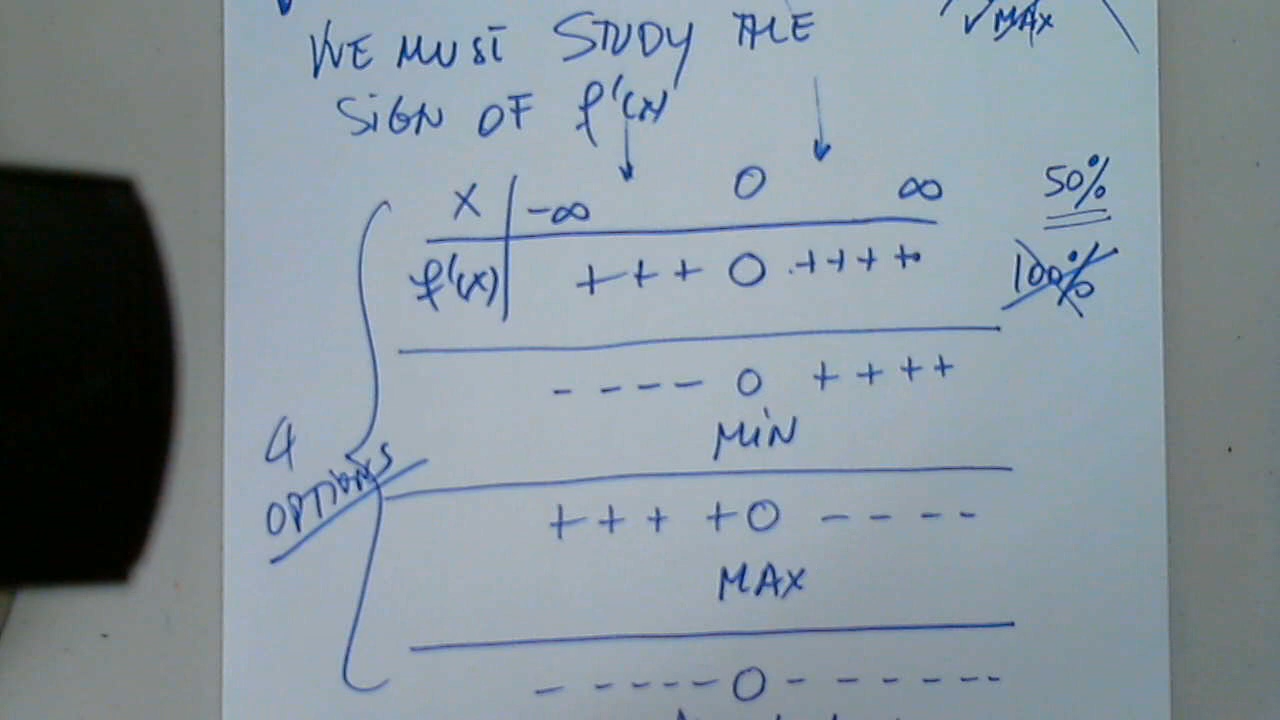 WE MUST STUDY THE
MAX
SIGN OF f'(x)
x -∞ 0 ∞
50%
f'(x) + + + 0 + + + +
100%
- - - - 0 + + + +
MIN
4
OPTIONS
+ + + + 0 - - - -
MAX
- - - - - - 0 - - - - - - -